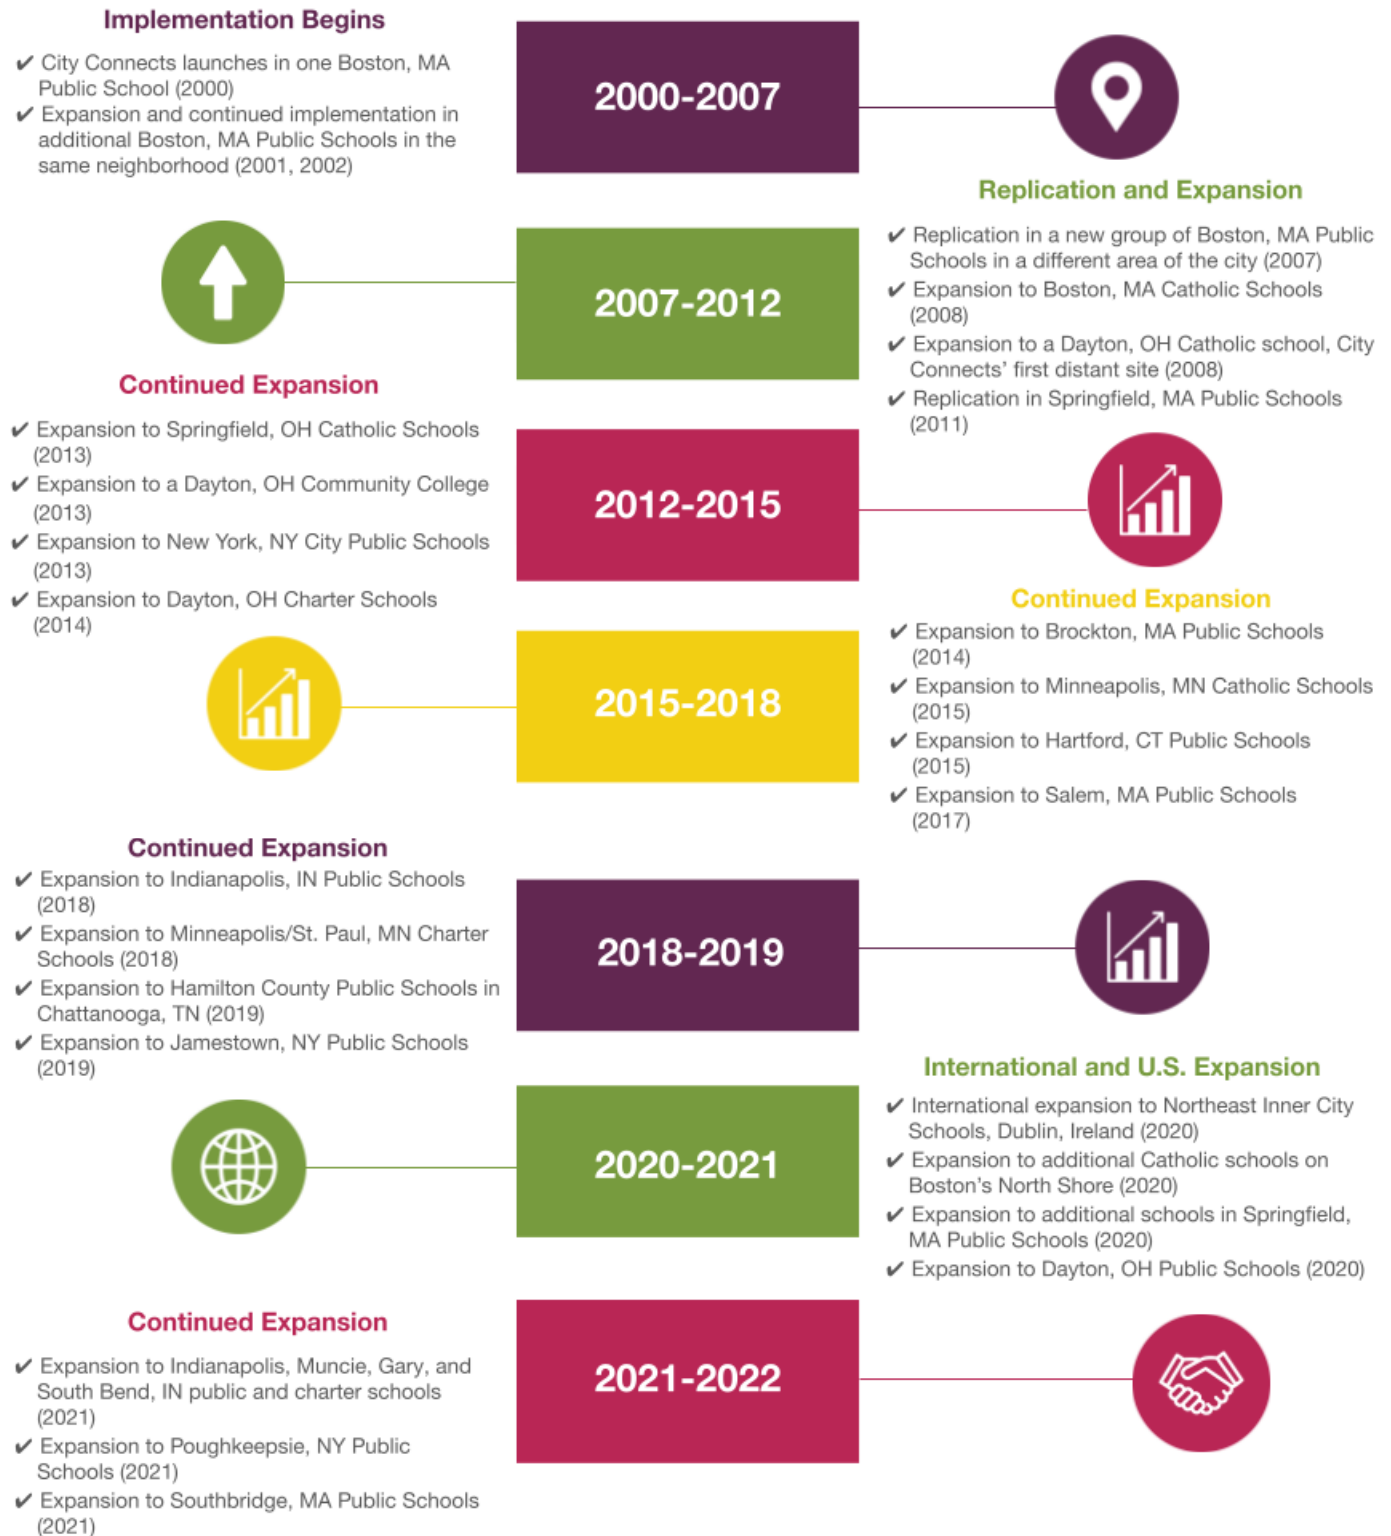 Implementation Begins
✔ City Connects launches in one Boston, MA
Public School (2000)
✔ Expansion and continued implementation in
additional Boston, MA Public Schools in the
same neighborhood (2001, 2002)
2000-2007
Replication and Expansion
✔ Replication in a new group of Boston, MA Public
Schools in a different area of the city (2007)
✔ Expansion to Boston, MA Catholic Schools
(2008)
✔ Expansion to a Dayton, OH Catholic school, City
Connects’ first distant site (2008)
✔ Replication in Springfield, MA Public Schools
(2011)
2007-2012
Continued Expansion
✔ Expansion to Springfield, OH Catholic Schools
(2013)
✔ Expansion to a Dayton, OH Community College
(2013)
✔ Expansion to New York, NY City Public Schools
(2013)
✔ Expansion to Dayton, OH Charter Schools
(2014)
2012-2015
Continued Expansion
✔ Expansion to Brockton, MA Public Schools
(2014)
✔ Expansion to Minneapolis, MN Catholic Schools
(2015)
✔ Expansion to Hartford, CT Public Schools
(2015)
✔ Expansion to Salem, MA Public Schools
(2017)
2015-2018
Continued Expansion
✔ Expansion to Indianapolis, IN Public Schools
(2018)
✔ Expansion to Minneapolis/St. Paul, MN Charter
Schools (2018)
✔ Expansion to Hamilton County Public Schools in
Chattanooga, TN (2019)
✔ Expansion to Jamestown, NY Public Schools
(2019)
2018-2019
International and U.S. Expansion
✔ International expansion to Northeast Inner City
Schools, Dublin, Ireland (2020)
✔ Expansion to additional Catholic schools on
Boston’s North Shore (2020)
✔ Expansion to additional schools in Springfield,
MA Public Schools (2020)
✔ Expansion to Dayton, OH Public Schools (2020)
2020-2021
Continued Expansion
✔ Expansion to Indianapolis, Muncie, Gary, and
South Bend, IN public and charter schools
(2021)
✔ Expansion to Poughkeepsie, NY Public
Schools (2021)
✔ Expansion to Southbridge, MA Public Schools
(2021)
2021-2022